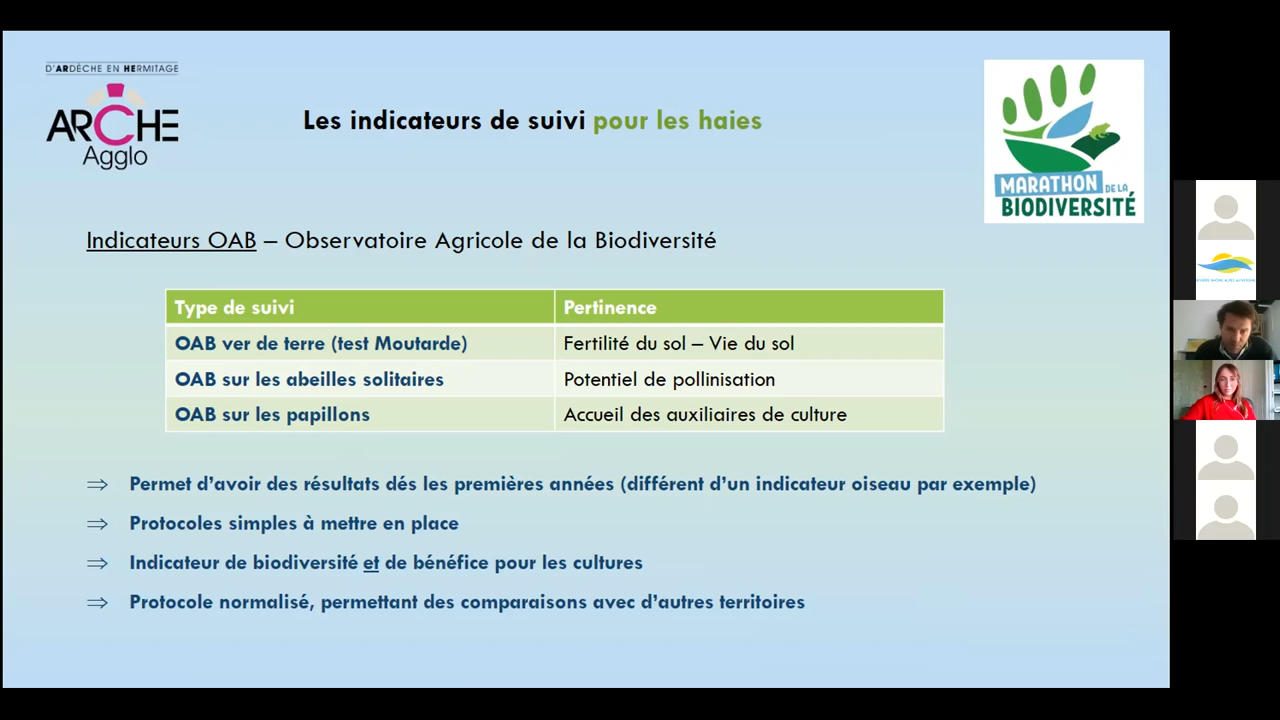 D'ARDÈCHE EN HERMITAGE
ARCHE
Agglo
Les indicateurs de suivi pour les haies
MARATHON DE LA
BIODIVERSITÉ
Indicateurs OAB – Observatoire Agricole de la Biodiversité
Type de suivi Pertinence
OAB ver de terre (test Moutarde) Fertilité du sol – Vie du sol
OAB sur les abeilles solitaires Potentiel de pollinisation
OAB sur les papillons Accueil des auxiliaires de culture
⇒ Permet d'avoir des résultats dés les premières années (différent d'un indicateur oiseau par exemple)
⇒ Protocoles simples à mettre en place
⇒ Indicateur de biodiversité et de bénéfice pour les cultures
⇒ Protocole normalisé, permettant des comparaisons avec d'autres territoires